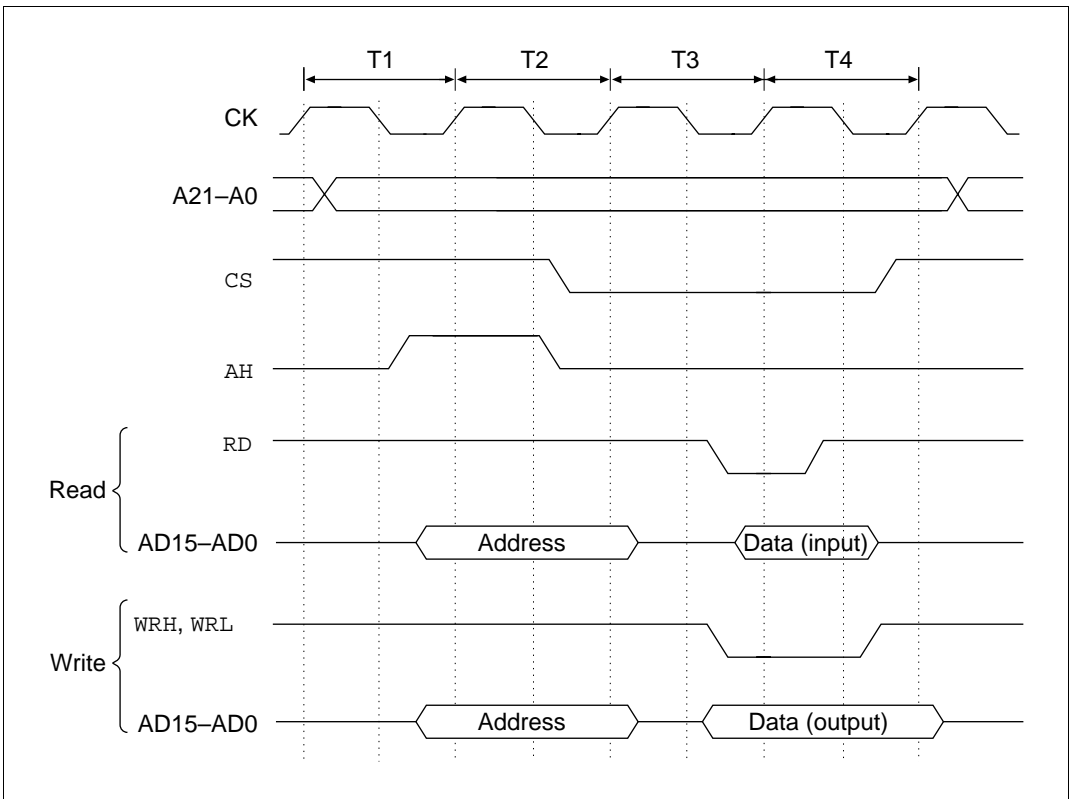 T1 T2 T3 T4
CK
A21–A0
CS
AH
RD
Read
AD15–AD0 Address Data (input)
WRH, WRL
Write
AD15–AD0 Address Data (output)